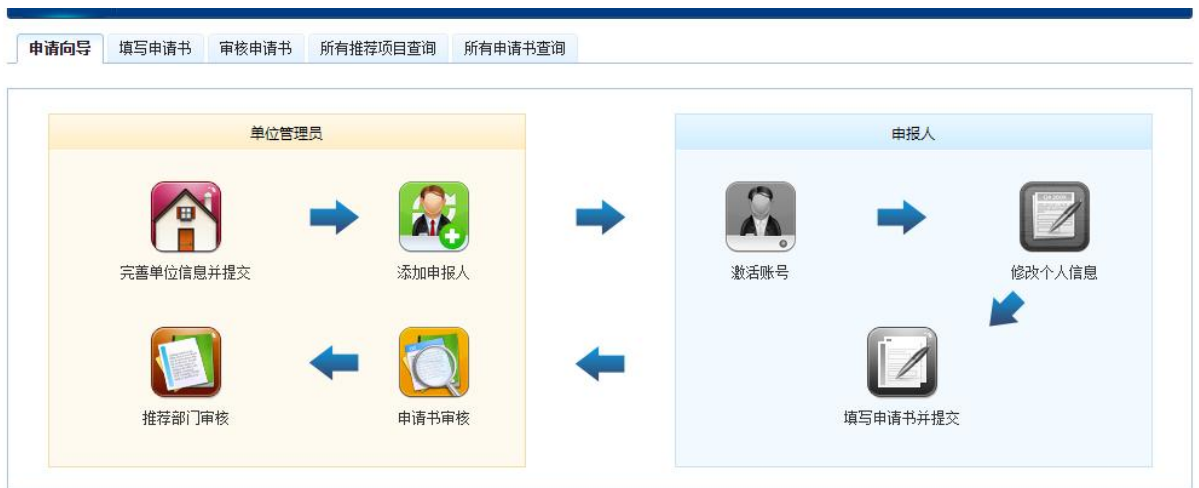 申请向导 填写申请书 审核申请书 所有推荐项目查询 所有申请书查询
单位管理员
完善单位信息并提交 添加申报人
推荐部门审核 申请书审核
申报人
激活账号 修改个人信息
填写申请书并提交